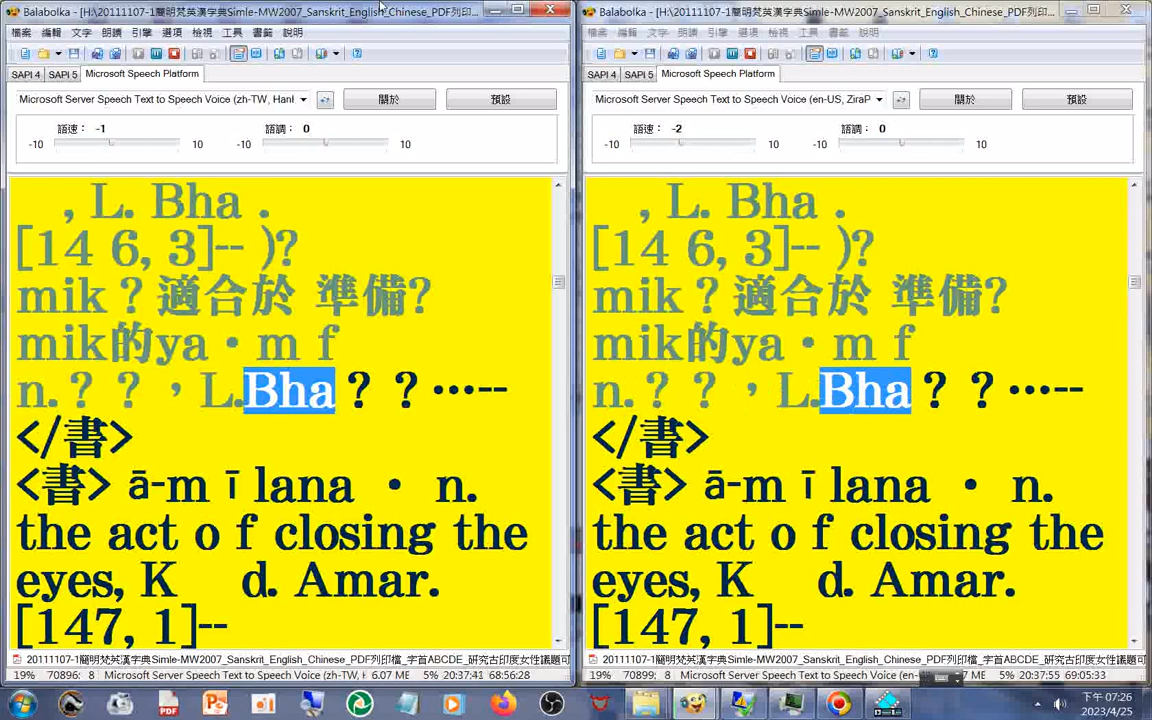 Balabolka - [H:\20111107-1簡明梵英漢字典Simle-MW2007_Sanskrit_English_Chinese_PDF列印...
檔案 編輯 文字 朗讀 引擎 選項 檢視 工具 書籤 說明
SAPI 4 SAPI 5 Microsoft Speech Platform
Microsoft Server Speech Text to Speech Voice (zh-TW, Hanl 關於 預設
語速： -1 語調： 0
-10 10 -10 10
, L. Bha .
[14 6, 3]-- )?
mik？適合於 準備?
mik的ya・m f
n.？？，L.Bha？？…--
</書>
<書> ā-m ī lana ・ n.
the act o f closing the
eyes, K d. Amar.
[147, 1]--
20111107-1簡明梵英漢字典Simle-MW2007_Sanskrit_English_Chinese_PDF列印檔_字首ABCDE_研究古印度女性議題可
19% 70896: 8 Microsoft Server Speech Text to Speech Voice (zh-TW, H 6.07 MB 5% 20:37:41 68:56:28
Balabolka - [H:\20111107-1簡明梵英漢字典Simle-MW2007_Sanskrit_English_Chinese_PDF列印...
檔案 編輯 文字 朗讀 引擎 選項 檢視 工具 書籤 說明
SAPI 4 SAPI 5 Microsoft Speech Platform
Microsoft Server Speech Text to Speech Voice (en-US, ZiraP 關於 預設
語速： -2 語調： 0
-10 10 -10 10
, L. Bha .
[14 6, 3]-- )?
mik？適合於 準備?
mik的ya・m f
n.？？，L.Bha？？…--
</書>
<書> ā-m ī lana ・ n.
the act o f closing the
eyes, K d. Amar.
[147, 1]--
20111107-1簡明梵英漢字典Simle-MW2007_Sanskrit_English_Chinese_PDF列印檔_字首ABCDE_研究古印度女性議題可
19% 70899: 8 Microsoft Server Speech Text to Speech Voice (en-US, 6.07 MB 5% 20:37:55 69:05:33
下午 07:26
2023/4/25